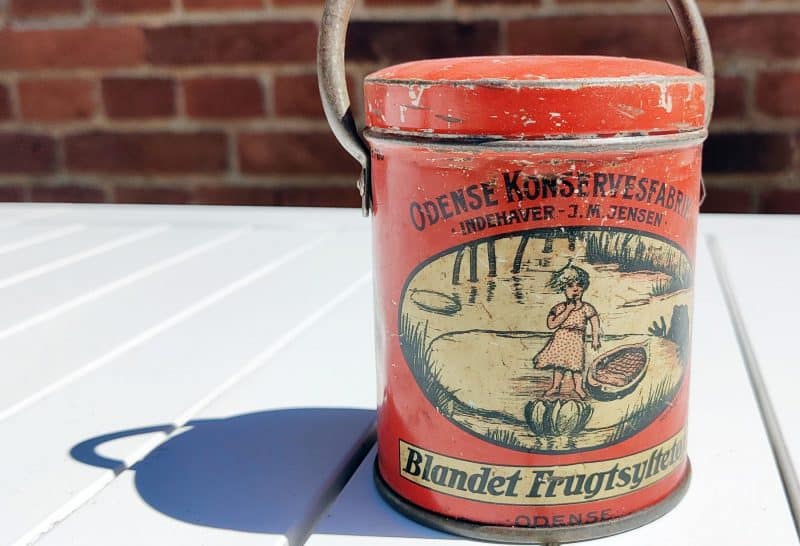 ODENSE KONSERVESFABRIK
INDEHAVER - J. M. JENSEN
Blandet Frugtsyltetøj
ODENSE